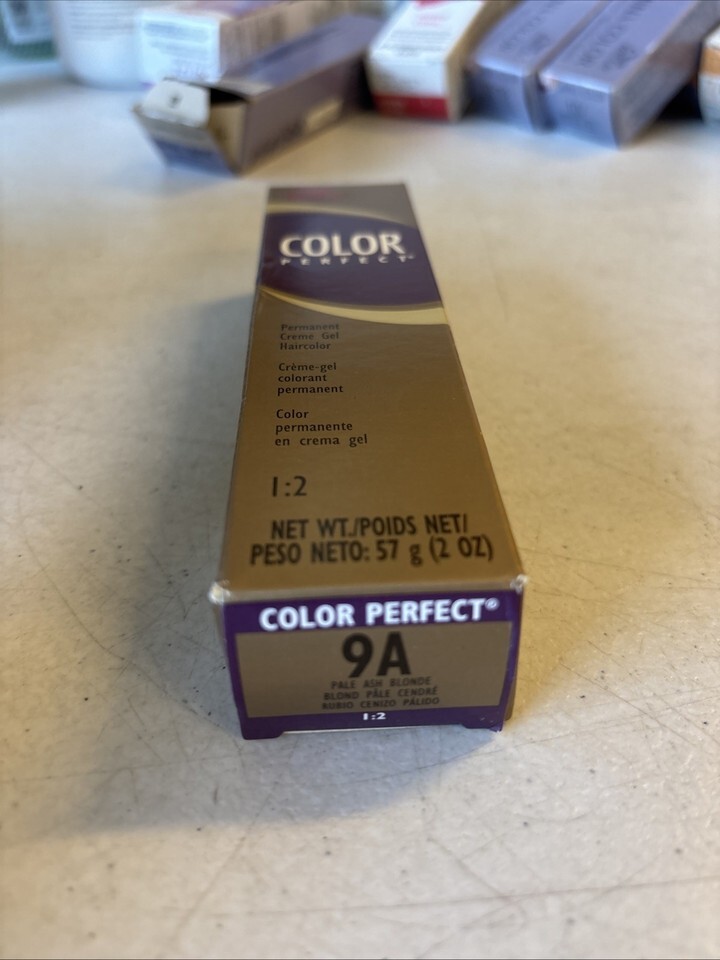 COLOR
PERFECT
Permanent
Creme Gel
Haircolor
Crème-gel
colorant
permanent
Color
permanente
en crema gel
1:2
NET WT./POIDS NET/
PESO NETO: 57 g (2 OZ)
COLOR PERFECT®
9A
PALE ASH BLONDE
BLOND PÂLE CENDRÉ
RUBIO CENIZO PÁLIDO
1:2